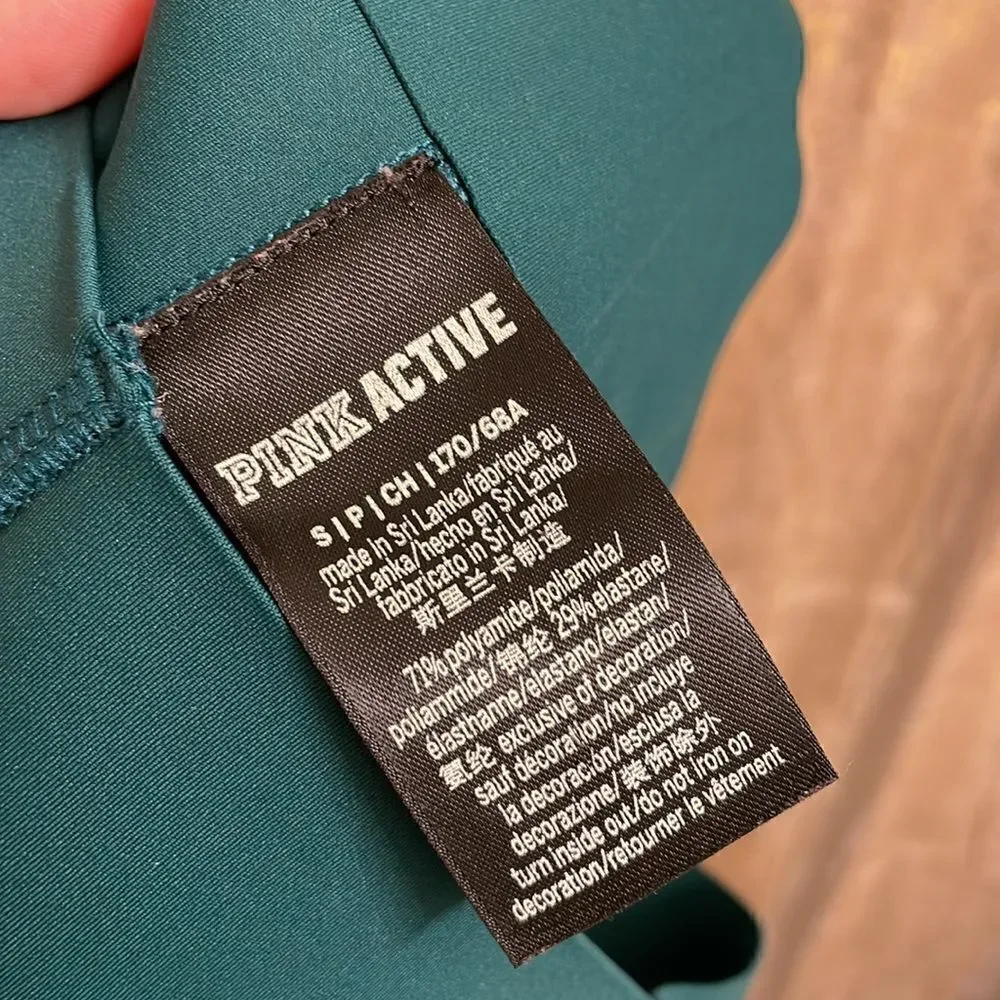 PINK ACTIVE
S|P|CH|170/68A
made in Sri Lanka/fabriqué au
Sri Lanka/hecho en Sri Lanka/
fabbricato in Sri Lanka/
斯里兰卡制造
71% polyamide/poliamida/
poliammide/锦纶 29% elastane/
élasthanne/elastano/elastan/
氨纶 exclusive of decoration/
sauf décoration/no incluye
la decoración/esclusa la
decorazione/装饰除外
turn inside out/do not iron on
decoration/retourner le vêtement